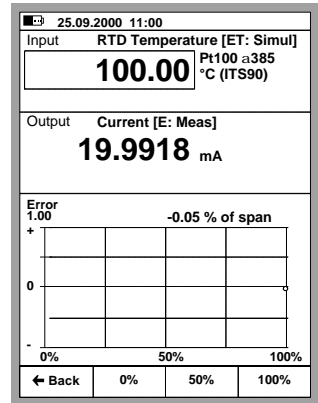 25.09.2000 11:00
Input RTD Temperature [ET: Simul]
100.00 Pt100 a385
°C (ITS90)
Output Current [E: Meas]
19.9918 mA
Error
1.00 -0.05 % of span
+
0
-
0% 50% 100%
← Back 0% 50% 100%